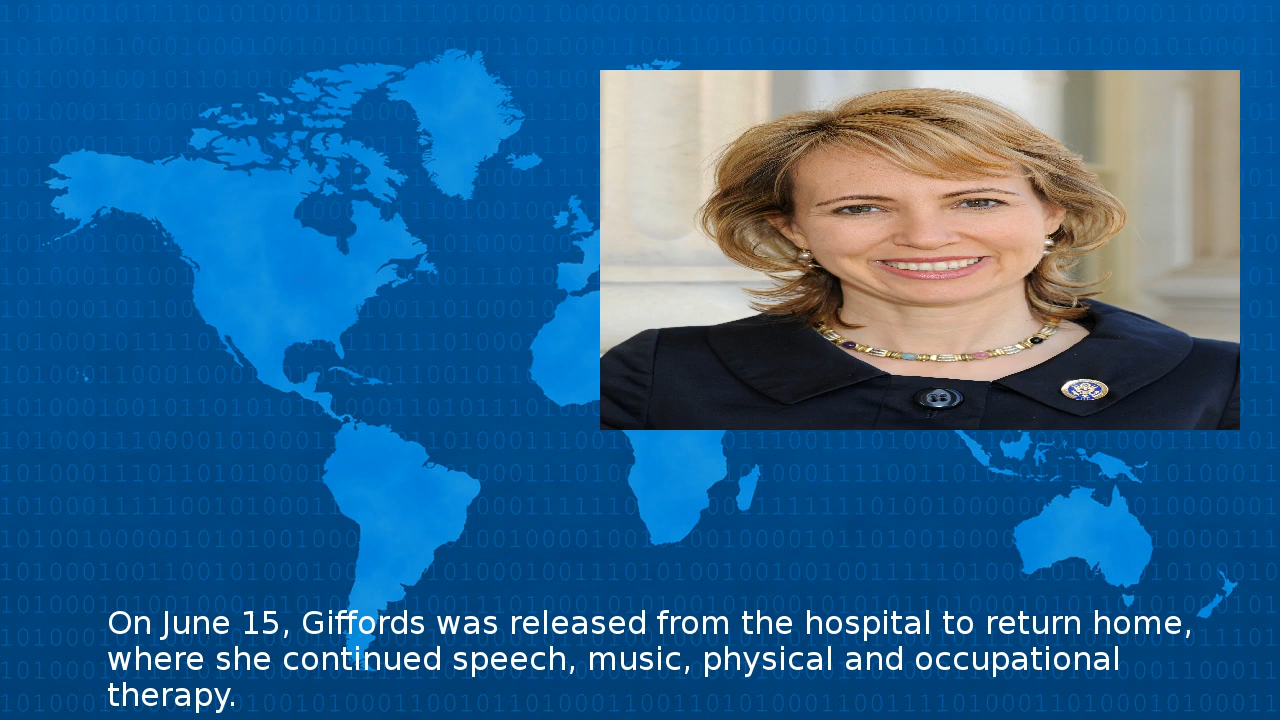 On June 15, Giffords was released from the hospital to return home,
where she continued speech, music, physical and occupational
therapy.